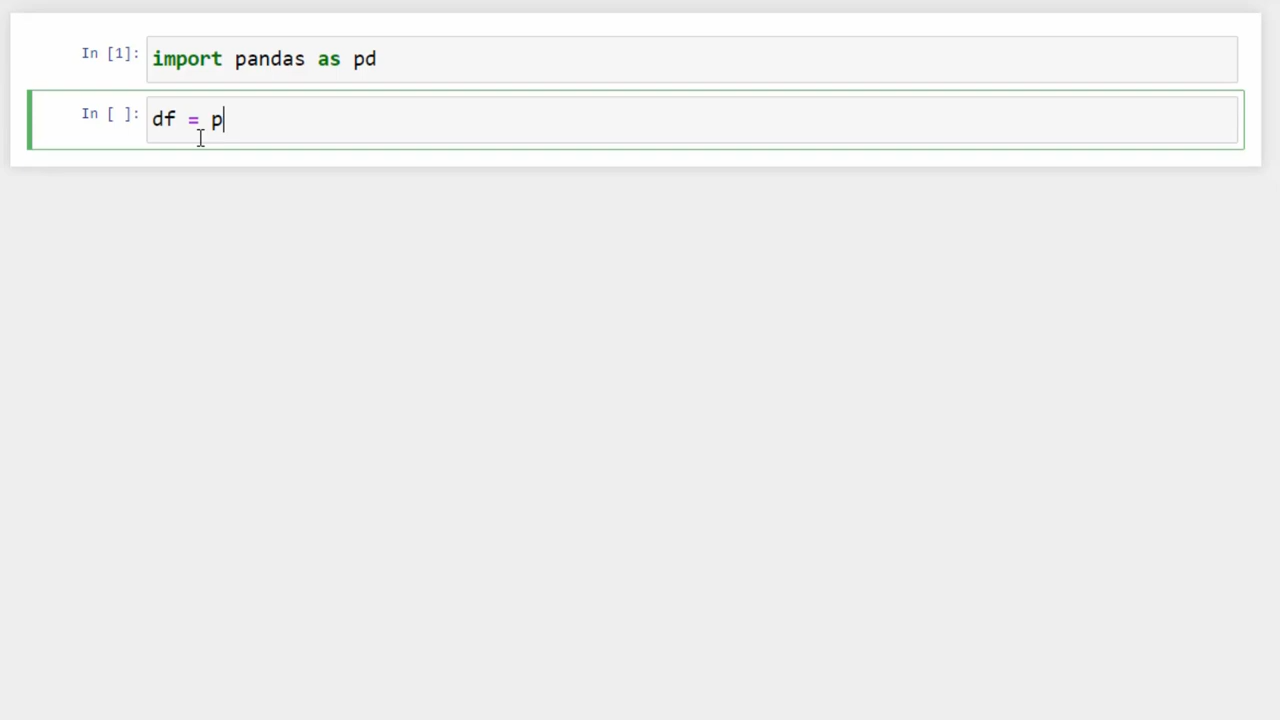 In [1]: import pandas as pd
In [ ]: df = p